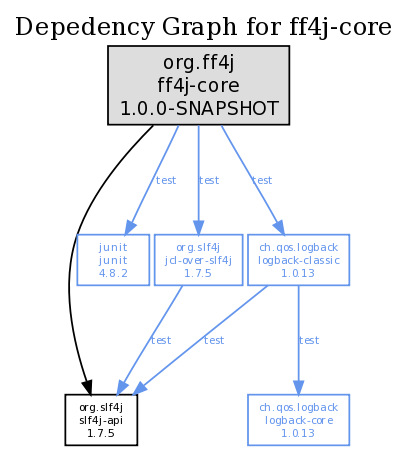 Depedency Graph for ff4j-core
org.ff4j
ff4j-core
1.0.0-SNAPSHOT
test
test
test
junit
junit
4.8.2
org.slf4j
jcl-over-slf4j
1.7.5
ch.qos.logback
logback-classic
1.0.13
test
test
test
org.slf4j
slf4j-api
1.7.5
ch.qos.logback
logback-core
1.0.13